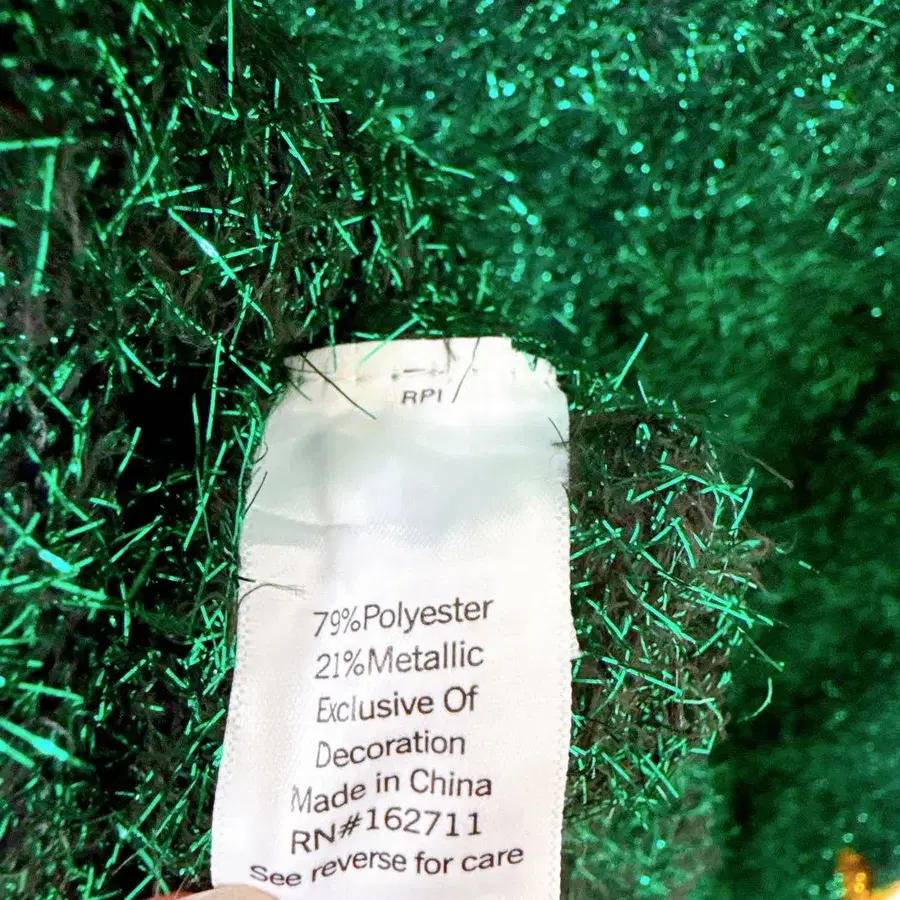 RPI
79%Polyester
21%Metallic
Exclusive Of
Decoration
Made in China
RN#162711
See reverse for care